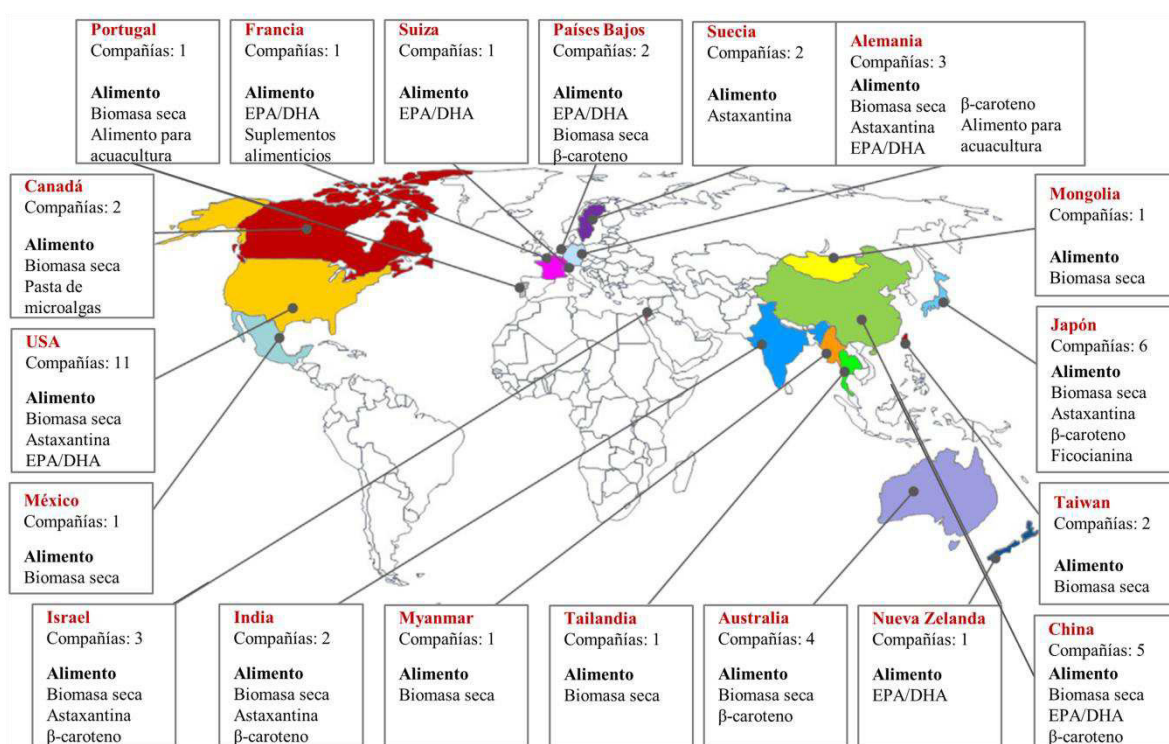 Portugal
Compañías: 1
Alimento
Biomasa seca
Alimento para
acuacultura
Francia
Compañías: 1
Alimento
EPA/DHA
Suplementos
alimenticios
Suiza
Compañías: 1
Alimento
EPA/DHA
Países Bajos
Compañías: 2
Alimento
EPA/DHA
Biomasa seca
β-caroteno
Suecia
Compañías: 2
Alimento
Astaxantina
Alemania
Compañías: 3
Alimento
Biomasa seca
Astaxantina
EPA/DHA
β-caroteno
Alimento para
acuacultura
Canadá
Compañías: 2
Alimento
Biomasa seca
Pasta de
microalgas
Mongolia
Compañías: 1
Alimento
Biomasa seca
USA
Compañías: 11
Alimento
Biomasa seca
Astaxantina
EPA/DHA
Japón
Compañías: 6
Alimento
Biomasa seca
Astaxantina
β-caroteno
Ficocianina
México
Compañías: 1
Alimento
Biomasa seca
Taiwan
Compañías: 2
Alimento
Biomasa seca
Israel
Compañías: 3
Alimento
Biomasa seca
Astaxantina
β-caroteno
India
Compañías: 2
Alimento
Biomasa seca
Astaxantina
β-caroteno
Myanmar
Compañías: 1
Alimento
Biomasa seca
Tailandia
Compañías: 1
Alimento
Biomasa seca
Australia
Compañías: 4
Alimento
Biomasa seca
β-caroteno
Nueva Zelanda
Compañías: 1
Alimento
EPA/DHA
China
Compañías: 5
Alimento
Biomasa seca
EPA/DHA
β-caroteno